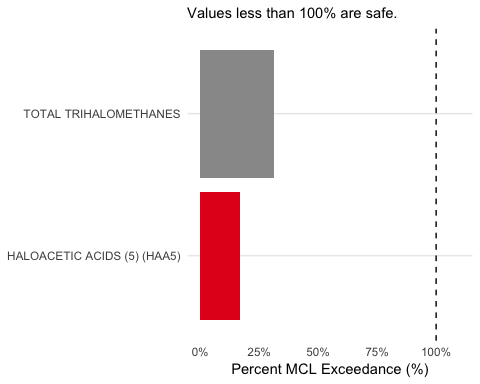 Values less than 100% are safe.
TOTAL TRIHALOMETHANES
HALOACETIC ACIDS (5) (HAA5)
0% 25% 50% 75% 100%
Percent MCL Exceedance (%)